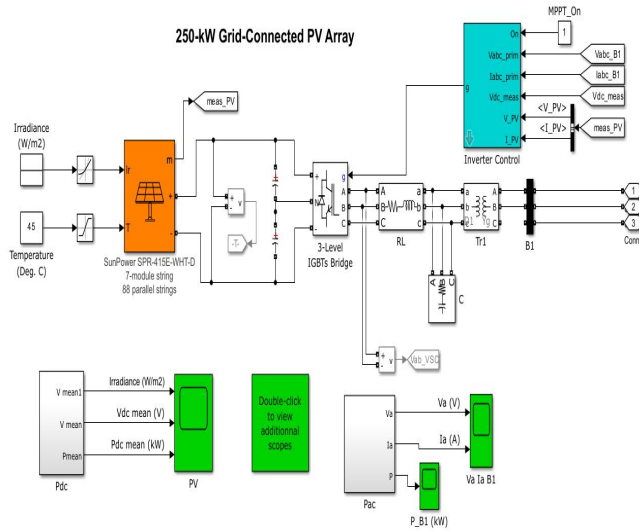 250-kW Grid-Connected PV Array
MPPT_On
1
On
Vabc_prim
Vabc_B1
Iabc_prim
Iabc_B1
Vdc_meas
Vdc_meas
g
V_PV
<V_PV>
I_PV
<I_PV>
meas_PV
Inverter Control
meas_PV
Irradiance
(W/m2)
Ir
m
+
T
-
45
Temperature
(Deg. C)
SunPower SPR-415E-WHT-D
7-module string
88 parallel strings
+
v
-
-T-
g
+
A
N
B
-
C
3-Level
IGBTs Bridge
A a
B b
C c
RL
a A
b B
c C
D1 Yg
Tr1
B1
1
2
3
Conn
A B C
C
+
v
-
Vab_VSC
V mean1
Irradiance (W/m2)
V mean
Vdc mean (V)
Pmean
Pdc mean (kW)
Pdc
PV
Double-click
to view
additionnal
scopes
Va
Va (V)
Ia
Ia (A)
P
Pac
P_B1 (kW)
Va Ia B1